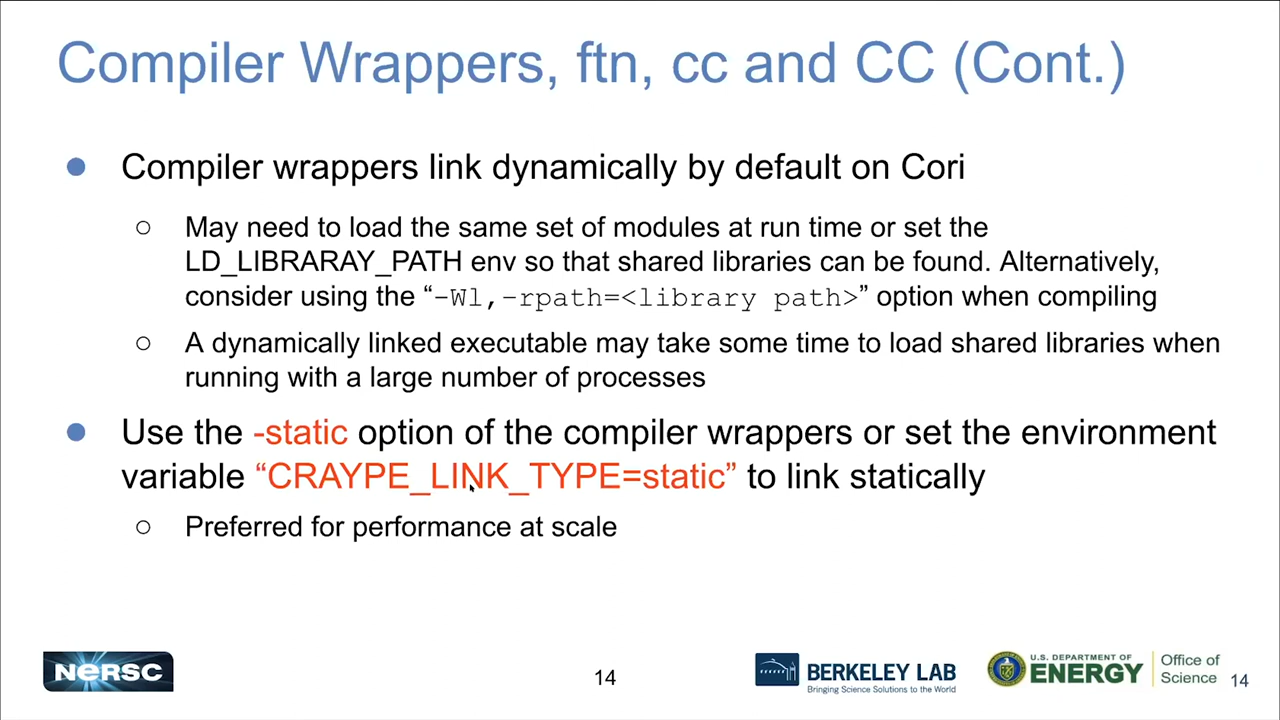 Compiler Wrappers, ftn, cc and CC (Cont.)
● Compiler wrappers link dynamically by default on Cori
○ May need to load the same set of modules at run time or set the
LD_LIBRARAY_PATH env so that shared libraries can be found. Alternatively,
consider using the “-Wl,-rpath=<library path>” option when compiling
○ A dynamically linked executable may take some time to load shared libraries when
running with a large number of processes
● Use the -static option of the compiler wrappers or set the environment
variable “CRAYPE_LINK_TYPE=static” to link statically
○ Preferred for performance at scale
NERSC
14
BERKELEY LAB
Bringing Science Solutions to the World
U.S. DEPARTMENT OF
ENERGY
Office of
Science
14